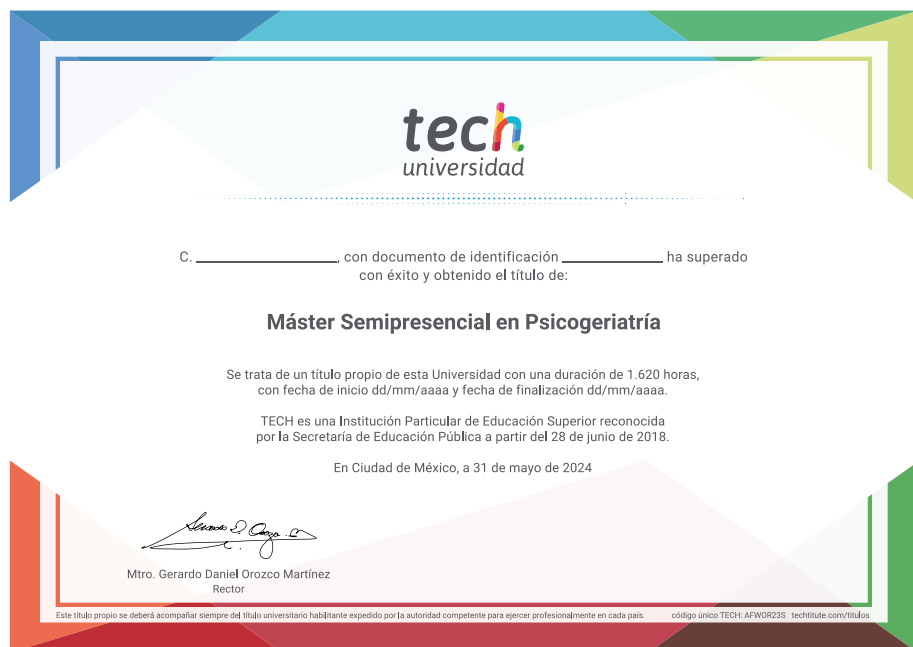 tech
universidad
C. ____________, con documento de identificación ____________ ha superado
con éxito y obtenido el título de:
Máster Semipresencial en Psicogeriatría
Se trata de un título propio de esta Universidad con una duración de 1.620 horas,
con fecha de inicio dd/mm/aaaa y fecha de finalización dd/mm/aaaa.
TECH es una Institución Particular de Educación Superior reconocida
por la Secretaría de Educación Pública a partir del 28 de junio de 2018.
En Ciudad de México, a 31 de mayo de 2024
Mtro. Gerardo Daniel Orozco Martínez
Rector
Este título propio se deberá acompañar siempre del título universitario habilitante expedido por la autoridad competente para ejercer profesionalmente en cada país. código único TECH: AFWOR23S techtitute.com/titulos